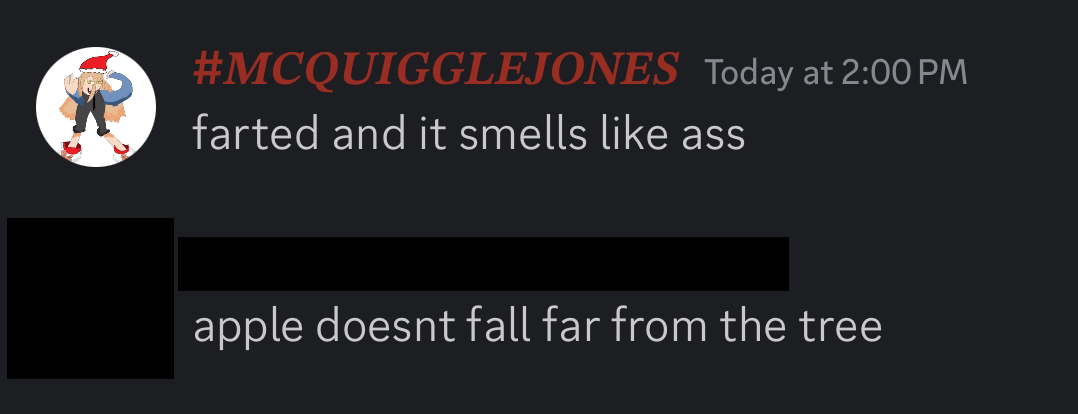 #MCQUIGGLEJONES Today at 2:00 PM
farted and it smells like ass
apple doesnt fall far from the tree